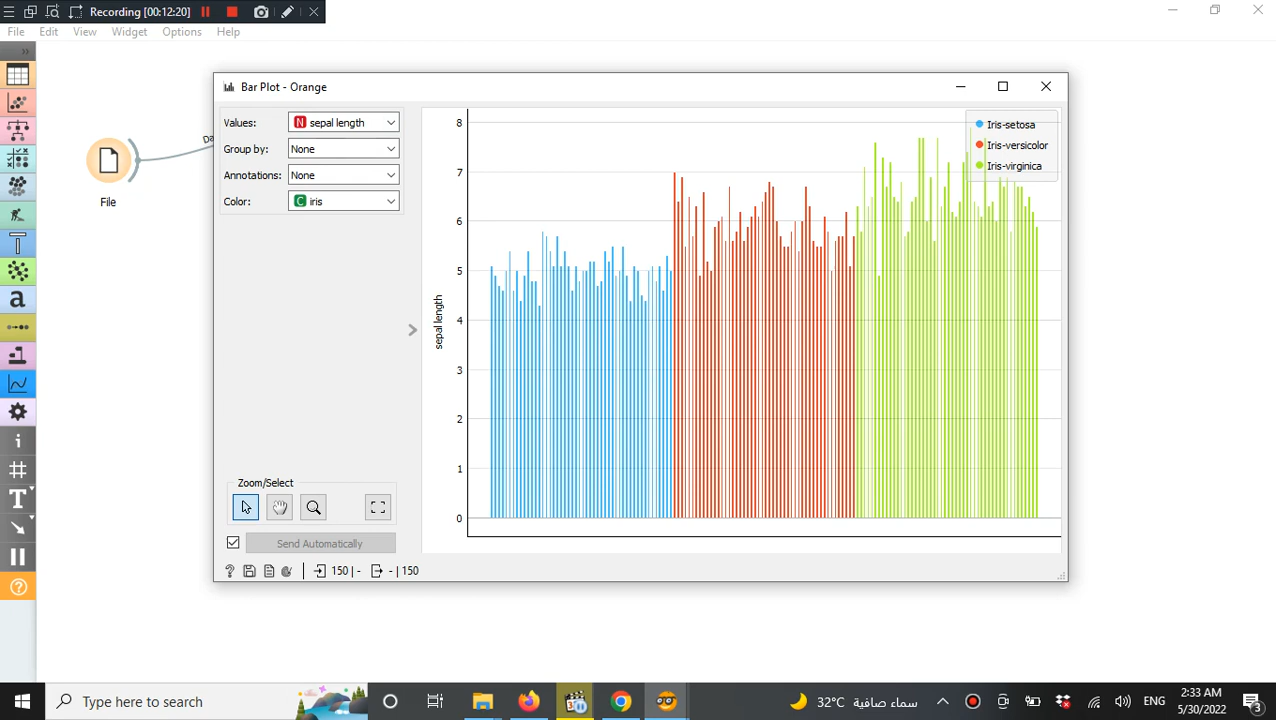 Recording [00:12:20]
File Edit View Widget Options Help
Bar Plot - Orange
Values: N sepal length
Group by: None
Annotations: None
Color: C iris
Zoom/Select
Send Automatically
? 150 | - - | 150
8
7
6
5
4
3
2
1
0
sepal length
Iris-setosa
Iris-versicolor
Iris-virginica
Da
File
Type here to search
32°C سماء صافية
ENG
2:33 AM
5/30/2022
3